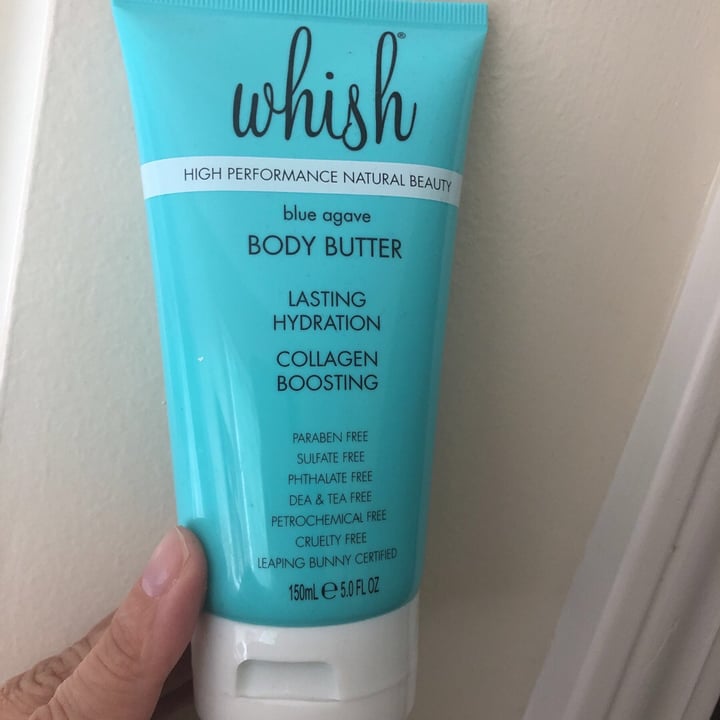 whish®
HIGH PERFORMANCE NATURAL BEAUTY
blue agave
BODY BUTTER
LASTING
HYDRATION
COLLAGEN
BOOSTING
PARABEN FREE
SULFATE FREE
PHTHALATE FREE
DEA & TEA FREE
PETROCHEMICAL FREE
CRUELTY FREE
LEAPING BUNNY CERTIFIED
150mL ℮ 5.0 FL OZ